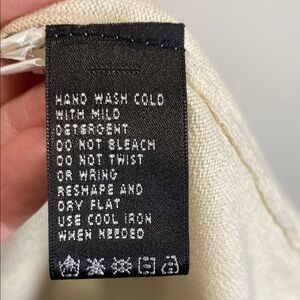 HAND WASH COLD
WITH MILD
DETERGENT
DO NOT BLEACH
DO NOT TWIST
OR WRING
RESHAPE AND
DRY FLAT
USE COOL IRON
WHEN NEEDED